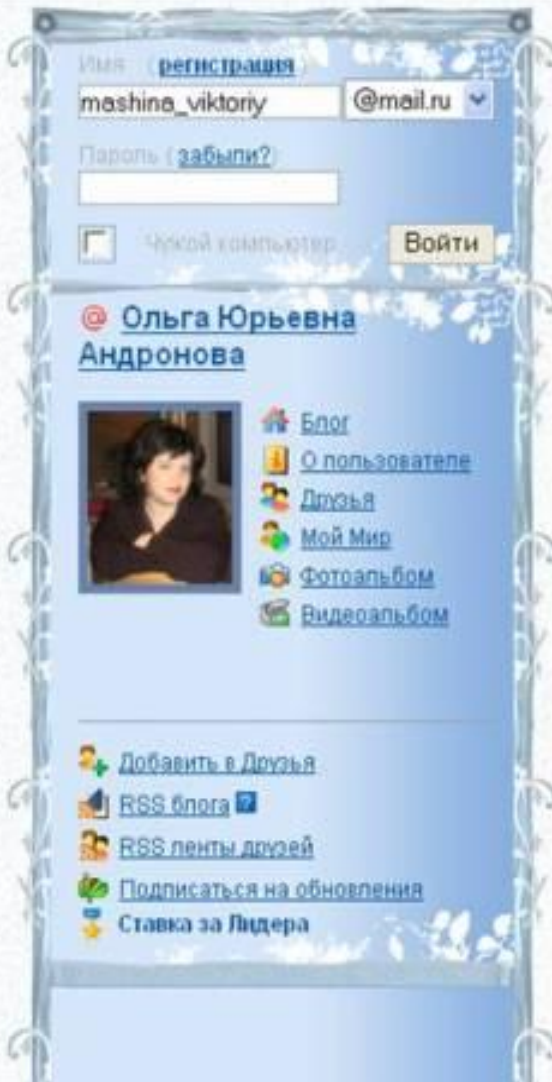 Имя (регистрация)
mashina_viktoriy @mail.ru
Пароль (забыли?)
Чужой компьютер Войти
@ Ольга Юрьевна
Андронова
Блог
О пользователе
Друзья
Мой Мир
Фотоальбом
Видеоальбом
Добавить в Друзья
RSS блога ?
RSS ленты друзей
Подписаться на обновления
Ставка за Лидера